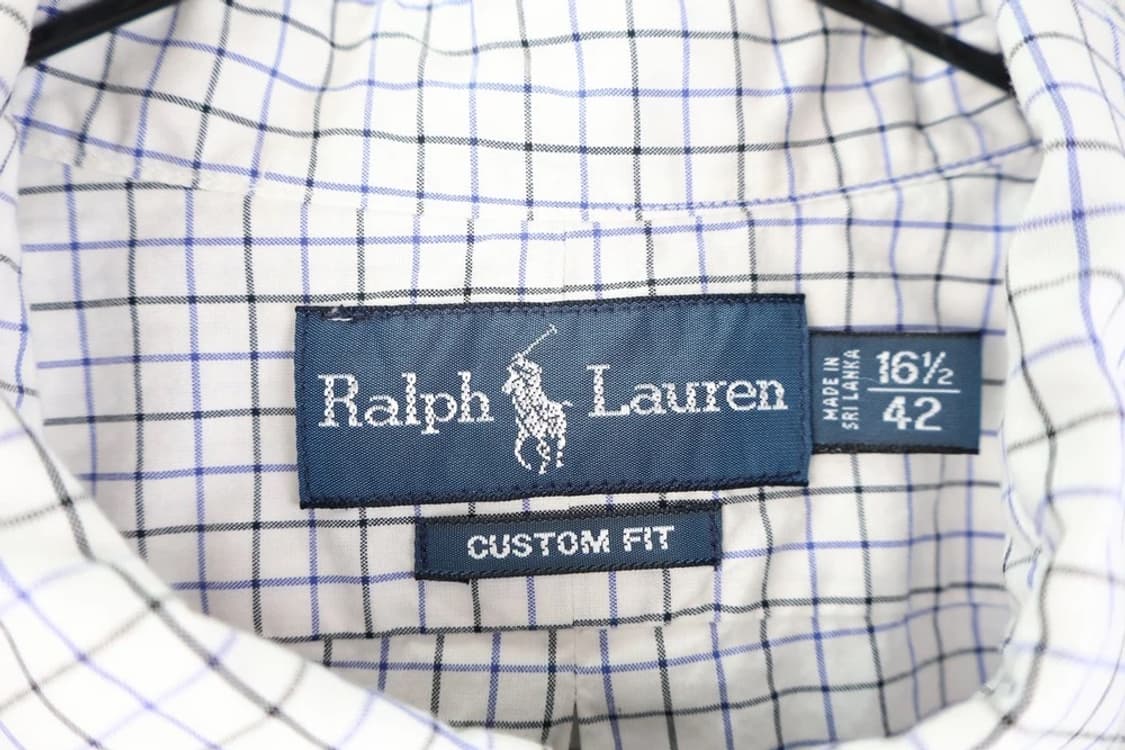 Ralph Lauren
MADE IN
SRI LANKA
16½
42
CUSTOM FIT